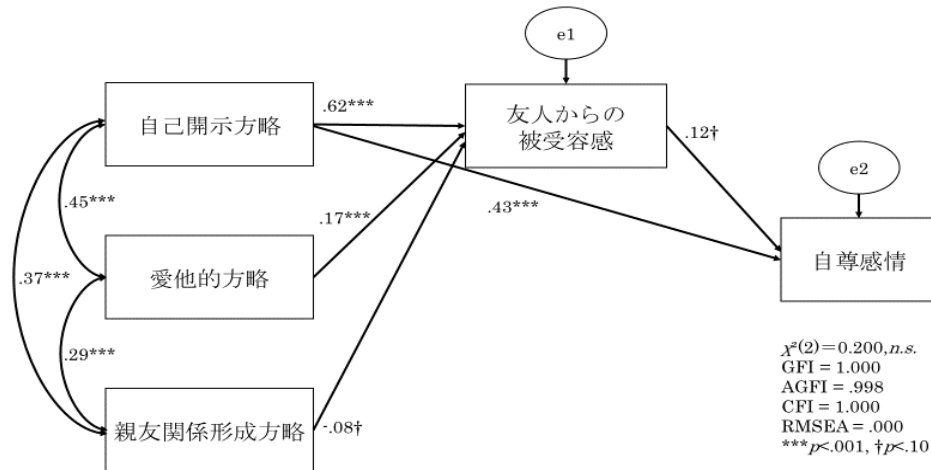 e1
自己開示方略
.62***
友人からの
被受容感
.12†
e2
.45***
.17***
.43***
.37***
愛他的方略
自尊感情
.29***
親友関係形成方略
-.08†
χ²(2)＝0.200,n.s.
GFI = 1.000
AGFI = .998
CFI = 1.000
RMSEA = .000
***p<.001, †p<.10